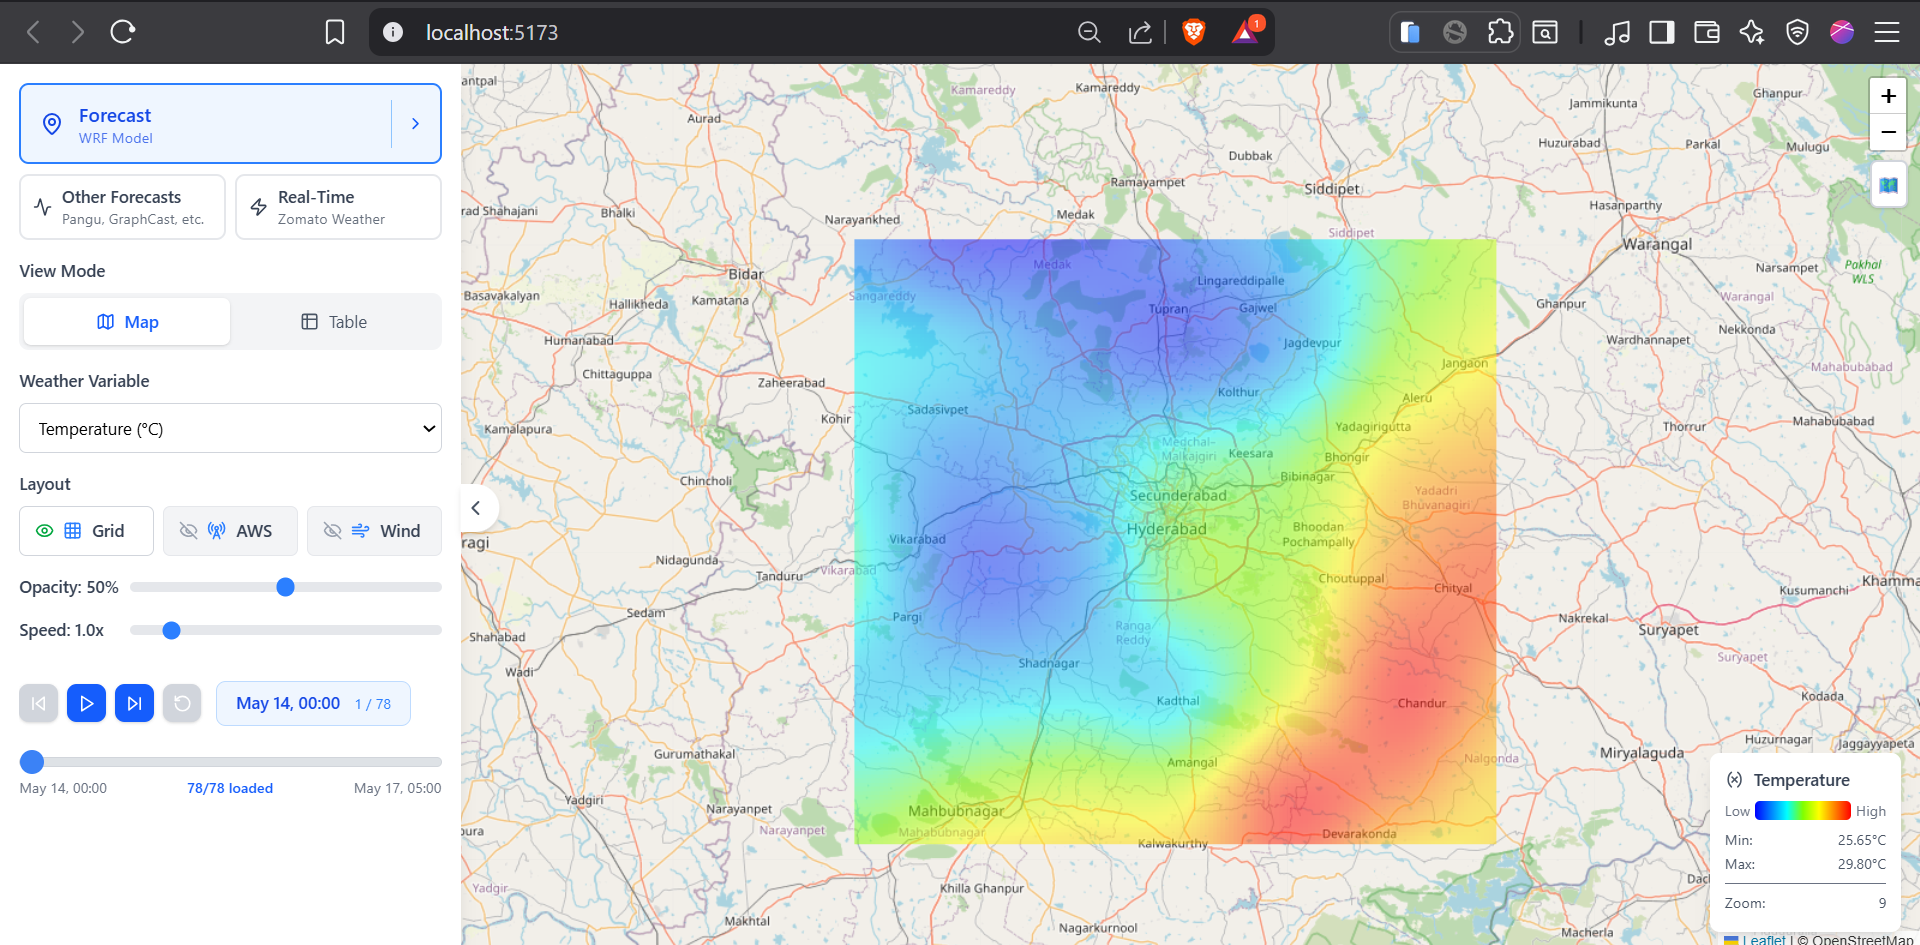 localhost:5173
1
Forecast
WRF Model
Other Forecasts
Pangu, GraphCast, etc.
Real-Time
Zomato Weather
View Mode
Map
Table
Weather Variable
Temperature (°C)
Layout
Grid
AWS
Wind
Opacity: 50%
Speed: 1.0x
May 14, 00:00 1 / 78
May 14, 00:00
78/78 loaded
May 17, 05:00
antpal
Kamareddy
Kamareddy
Ghanpur
Jammikunta
Aurad
Dubbak
Huzurabad
Parkal
Mulugu
Ramayampet
Siddipet
rad Shahajani
Bhalki
Narayankhed
Medak
Hasanparthy
Siddipet
Warangal
Bidar
Medak
Narsampet
Pakhal
WLS
Basavakalyan
Hallikheda
Kamatana
Sangareddy
Lingareddipalle
Tupran
Gajwel
Ghanpur
Warangal
Humanabad
Jagdevpur
Nekkonda
Wardhannapet
Chittaguppa
Zaheerabad
Jangaon
Mahabubabad
Kolthur
Aleru
Kohir
Sadasivpet
Kamalapura
Yadagirigutta
Thorrur
Mahabubabad
Medchal–
Malkajgiri
Keesara
Bhongir
Bibinagar
Chincholi
Secunderabad
Yadadri
Bhuvanagiri
Hyderabad
Bhoodan
Pochampally
ragi
Vikarabad
Nidagunda
Tanduru
Vikarabad
Choutuppal
Chityal
Kusumanchi
Khamma
Sedam
Pargi
Ranga
Reddy
Nakrekal
Suryapet
Shahabad
Wadi
Shadnagar
Suryapet
Kadthal
Chandur
Kodada
Gurumathakal
Amangal
Nalgonda
Miryalaguda
Huzurnagar
Jaggayyapeta
Yadgiri
Narayanpet
Mahbubnagar
Narayanpet
Mahabubnagar
Devarakonda
pura
Kalwakurthy
Yadgir
Khilla Ghanpur
Makhtal
Nagarkurnool
Macherla
Dac
+
−
Temperature
Low
High
Min: 25.65°C
Max: 29.80°C
Zoom: 9
Leaflet | © OpenStreetMap